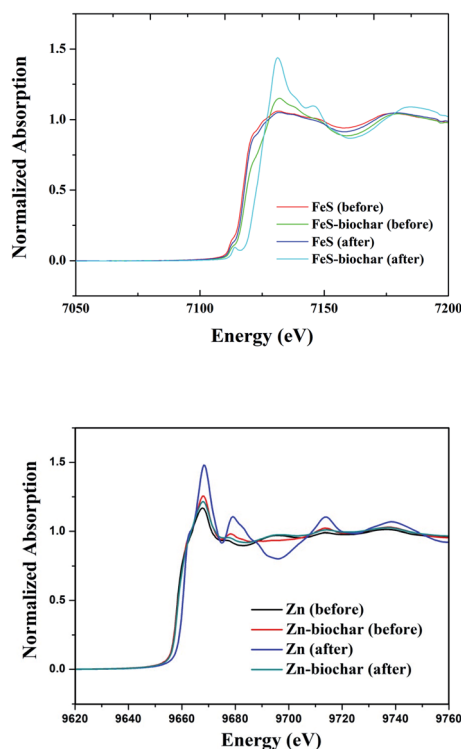 Normalized Absorption
1.5
1.0
0.5
0.0
FeS (before)
FeS-biochar (before)
FeS (after)
FeS-biochar (after)
7050 7100 7150 7200
Energy (eV)
Normalized Absorption
1.5
1.0
0.5
0.0
Zn (before)
Zn-biochar (before)
Zn (after)
Zn-biochar (after)
9620 9640 9660 9680 9700 9720 9740 9760
Energy (eV)